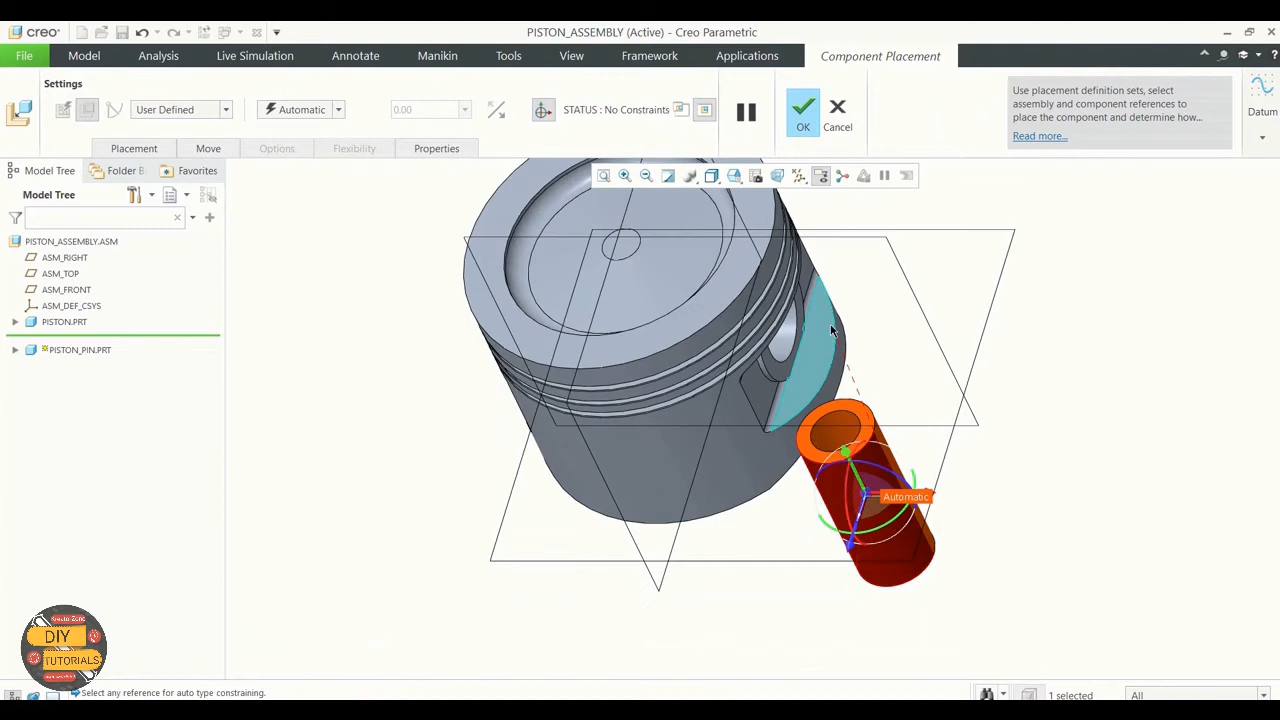 creo
PISTON_ASSEMBLY (Active) - Creo Parametric
File
Model
Analysis
Live Simulation
Annotate
Manikin
Tools
View
Framework
Applications
Component Placement
Settings
User Defined
Automatic
0.00
STATUS : No Constraints
OK
Cancel
Use placement definition sets, select
assembly and component references to
place the component and determine how...
Read more...
Datum
Placement
Move
Options
Flexibility
Properties
Model Tree
Folder B
Favorites
Model Tree
PISTON_ASSEMBLY.ASM
ASM_RIGHT
ASM_TOP
ASM_FRONT
ASM_DEF_CSYS
PISTON.PRT
PISTON_PIN.PRT
Automatic
DIY
TUTORIALS
Select any reference for auto type constraining.
1 selected
All